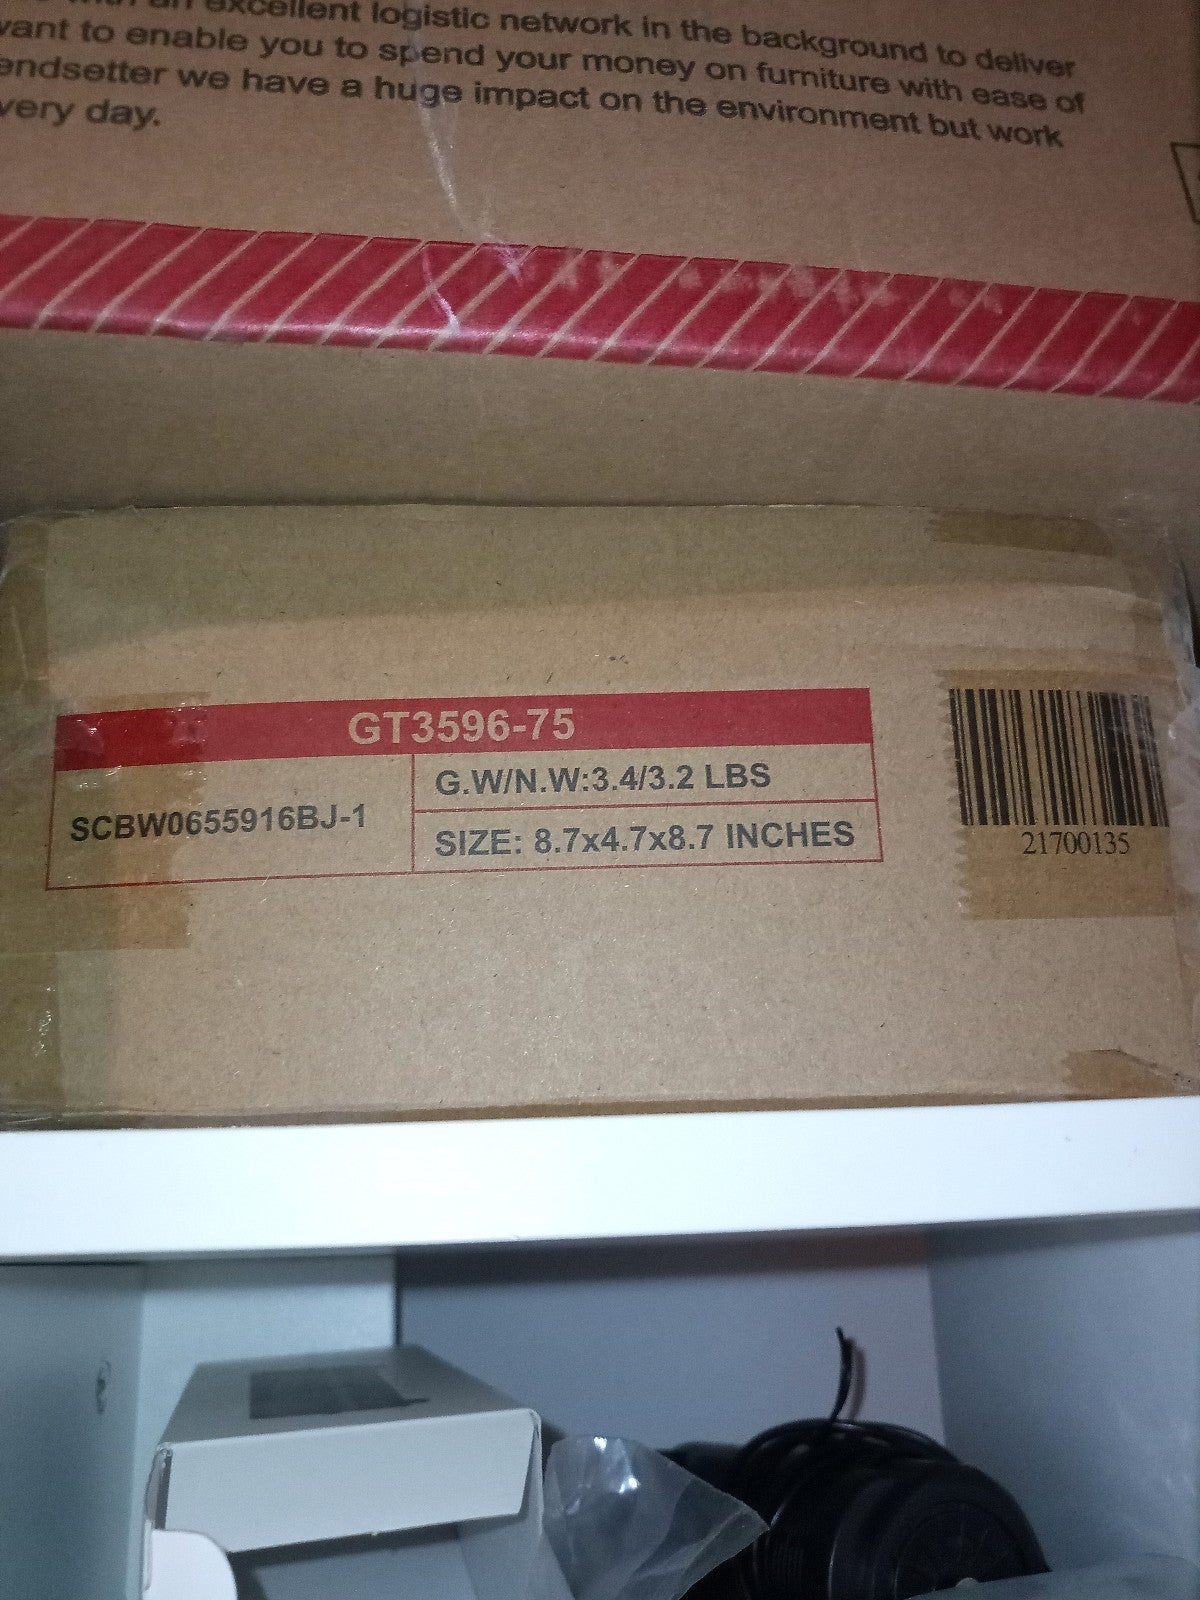 an excellent logistic network in the background to deliver
want to enable you to spend your money on furniture with ease of
endsetter we have a huge impact on the environment but work
very day.
GT3596-75
SCBW0655916BJ-1
G.W/N.W:3.4/3.2 LBS
SIZE: 8.7x4.7x8.7 INCHES
21700135